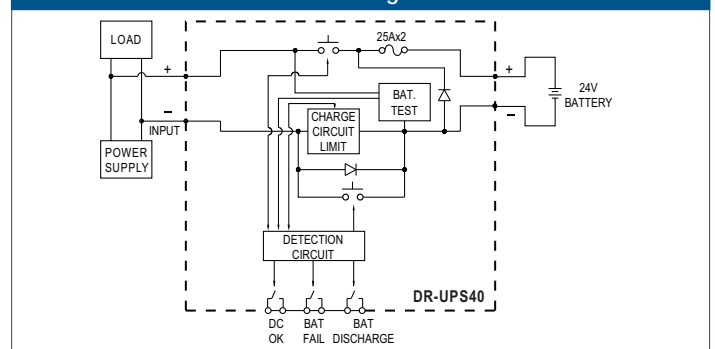 LOAD
25Ax2
+
+
BAT.
TEST
24V
BATTERY
–
–
INPUT
CHARGE
CIRCUIT
LIMIT
POWER
SUPPLY
DETECTION
CIRCUIT
DR-UPS40
DC
OK
BAT
FAIL
BAT
DISCHARGE